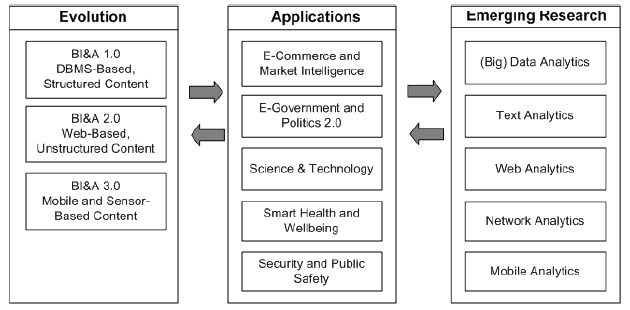 Evolution
BI&A 1.0
DBMS-Based,
Structured Content
BI&A 2.0
Web-Based,
Unstructured Content
BI&A 3.0
Mobile and Sensor-
Based Content
Applications
E-Commerce and
Market Intelligence
E-Government and
Politics 2.0
Science & Technology
Smart Health and
Wellbeing
Security and Public
Safety
Emerging Research
(Big) Data Analytics
Text Analytics
Web Analytics
Network Analytics
Mobile Analytics